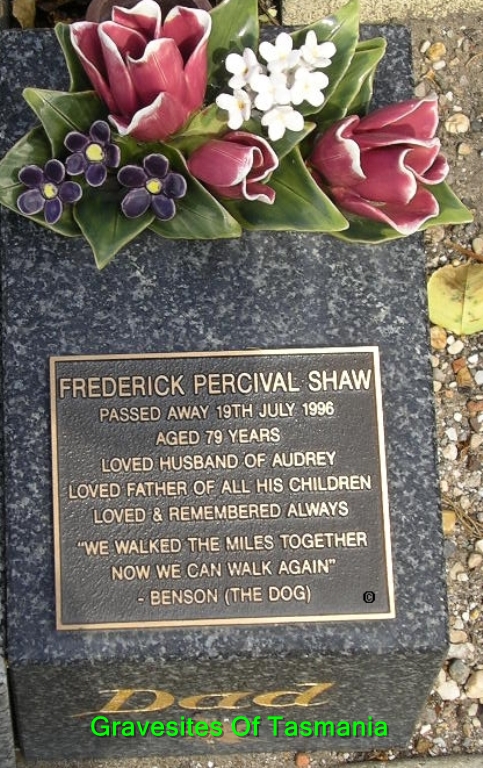 FREDERICK PERCIVAL SHAW
PASSED AWAY 19TH JULY 1996
AGED 79 YEARS
LOVED HUSBAND OF AUDREY
LOVED FATHER OF ALL HIS CHILDREN
LOVED & REMEMBERED ALWAYS
"WE WALKED THE MILES TOGETHER
NOW WE CAN WALK AGAIN"
- BENSON (THE DOG)
©
Dad
Gravesites Of Tasmania